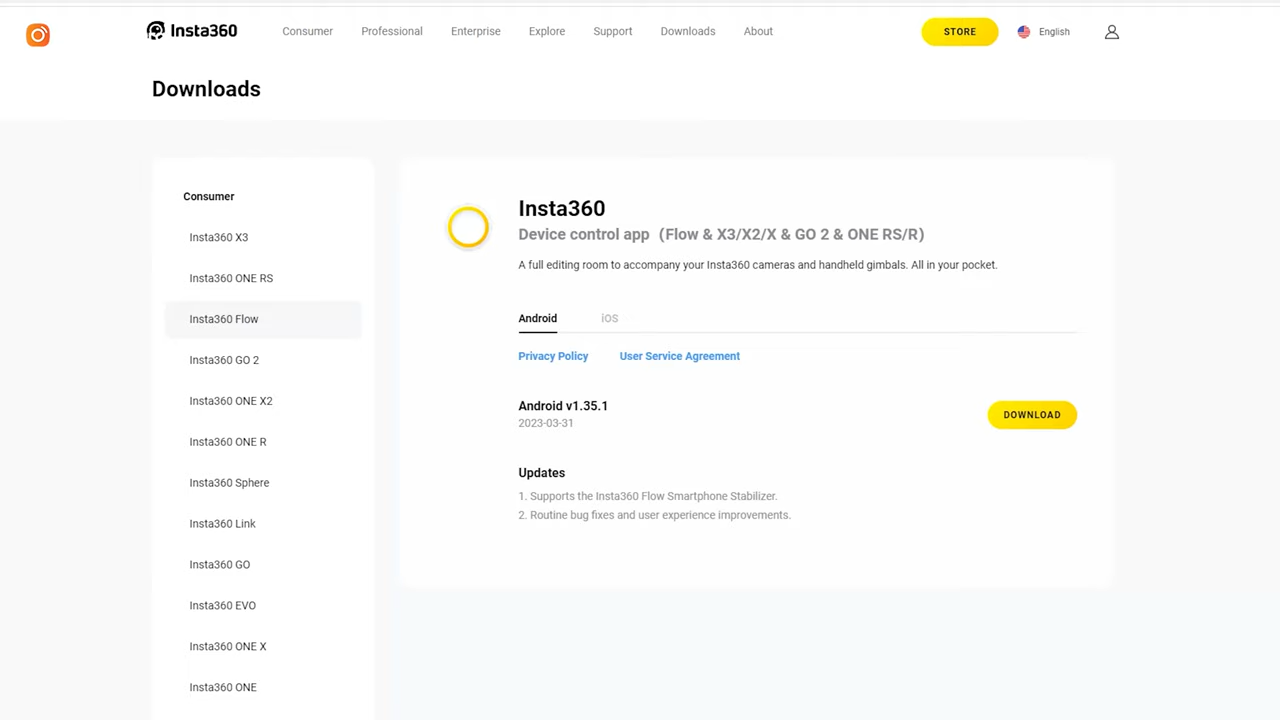 Insta360
Consumer
Professional
Enterprise
Explore
Support
Downloads
About
STORE
English
Downloads
Consumer
Insta360 X3
Insta360 ONE RS
Insta360 Flow
Insta360 GO 2
Insta360 ONE X2
Insta360 ONE R
Insta360 Sphere
Insta360 Link
Insta360 GO
Insta360 EVO
Insta360 ONE X
Insta360 ONE
Insta360
Device control app（Flow & X3/X2/X & GO 2 & ONE RS/R）
A full editing room to accompany your Insta360 cameras and handheld gimbals. All in your pocket.
Android
iOS
Privacy Policy
User Service Agreement
Android v1.35.1
2023-03-31
DOWNLOAD
Updates
1. Supports the Insta360 Flow Smartphone Stabilizer.
2. Routine bug fixes and user experience improvements.